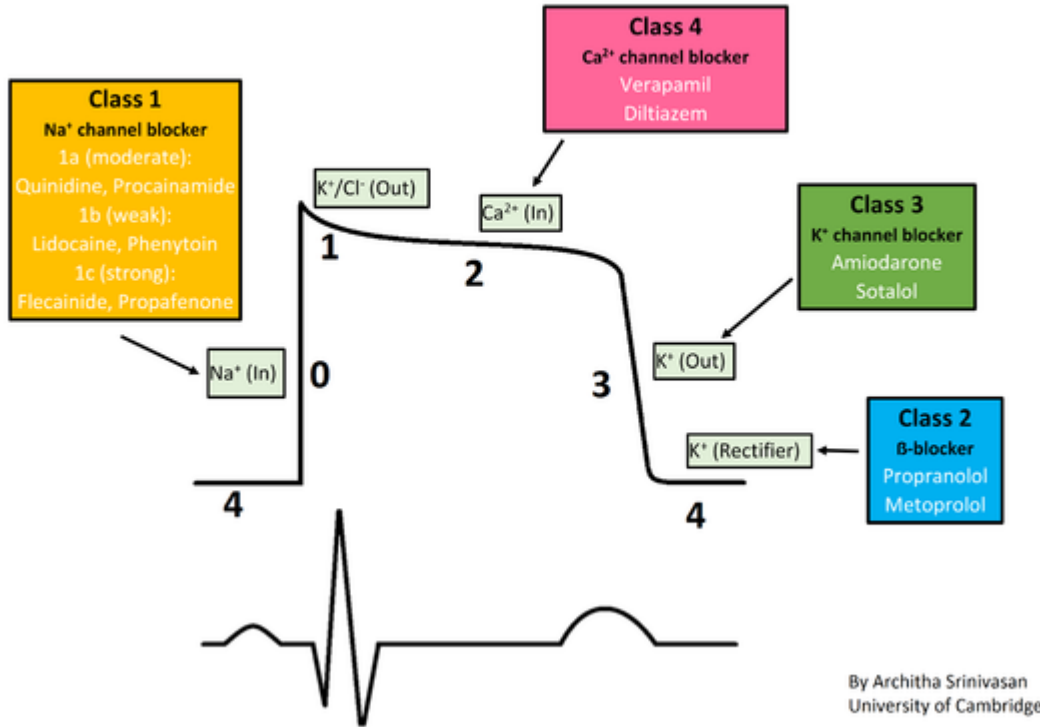 Class 4
Ca²⁺ channel blocker
Verapamil
Diltiazem
Class 1
Na⁺ channel blocker
1a (moderate):
Quinidine, Procainamide
1b (weak):
Lidocaine, Phenytoin
1c (strong):
Flecainide, Propafenone
K⁺/Cl⁻ (Out)
Ca²⁺ (In)
Class 3
K⁺ channel blocker
Amiodarone
Sotalol
1
2
Na⁺ (In)
0
3
K⁺ (Out)
Class 2
ß-blocker
Propranolol
Metoprolol
K⁺ (Rectifier)
4
4
By Architha Srinivasan
University of Cambridge